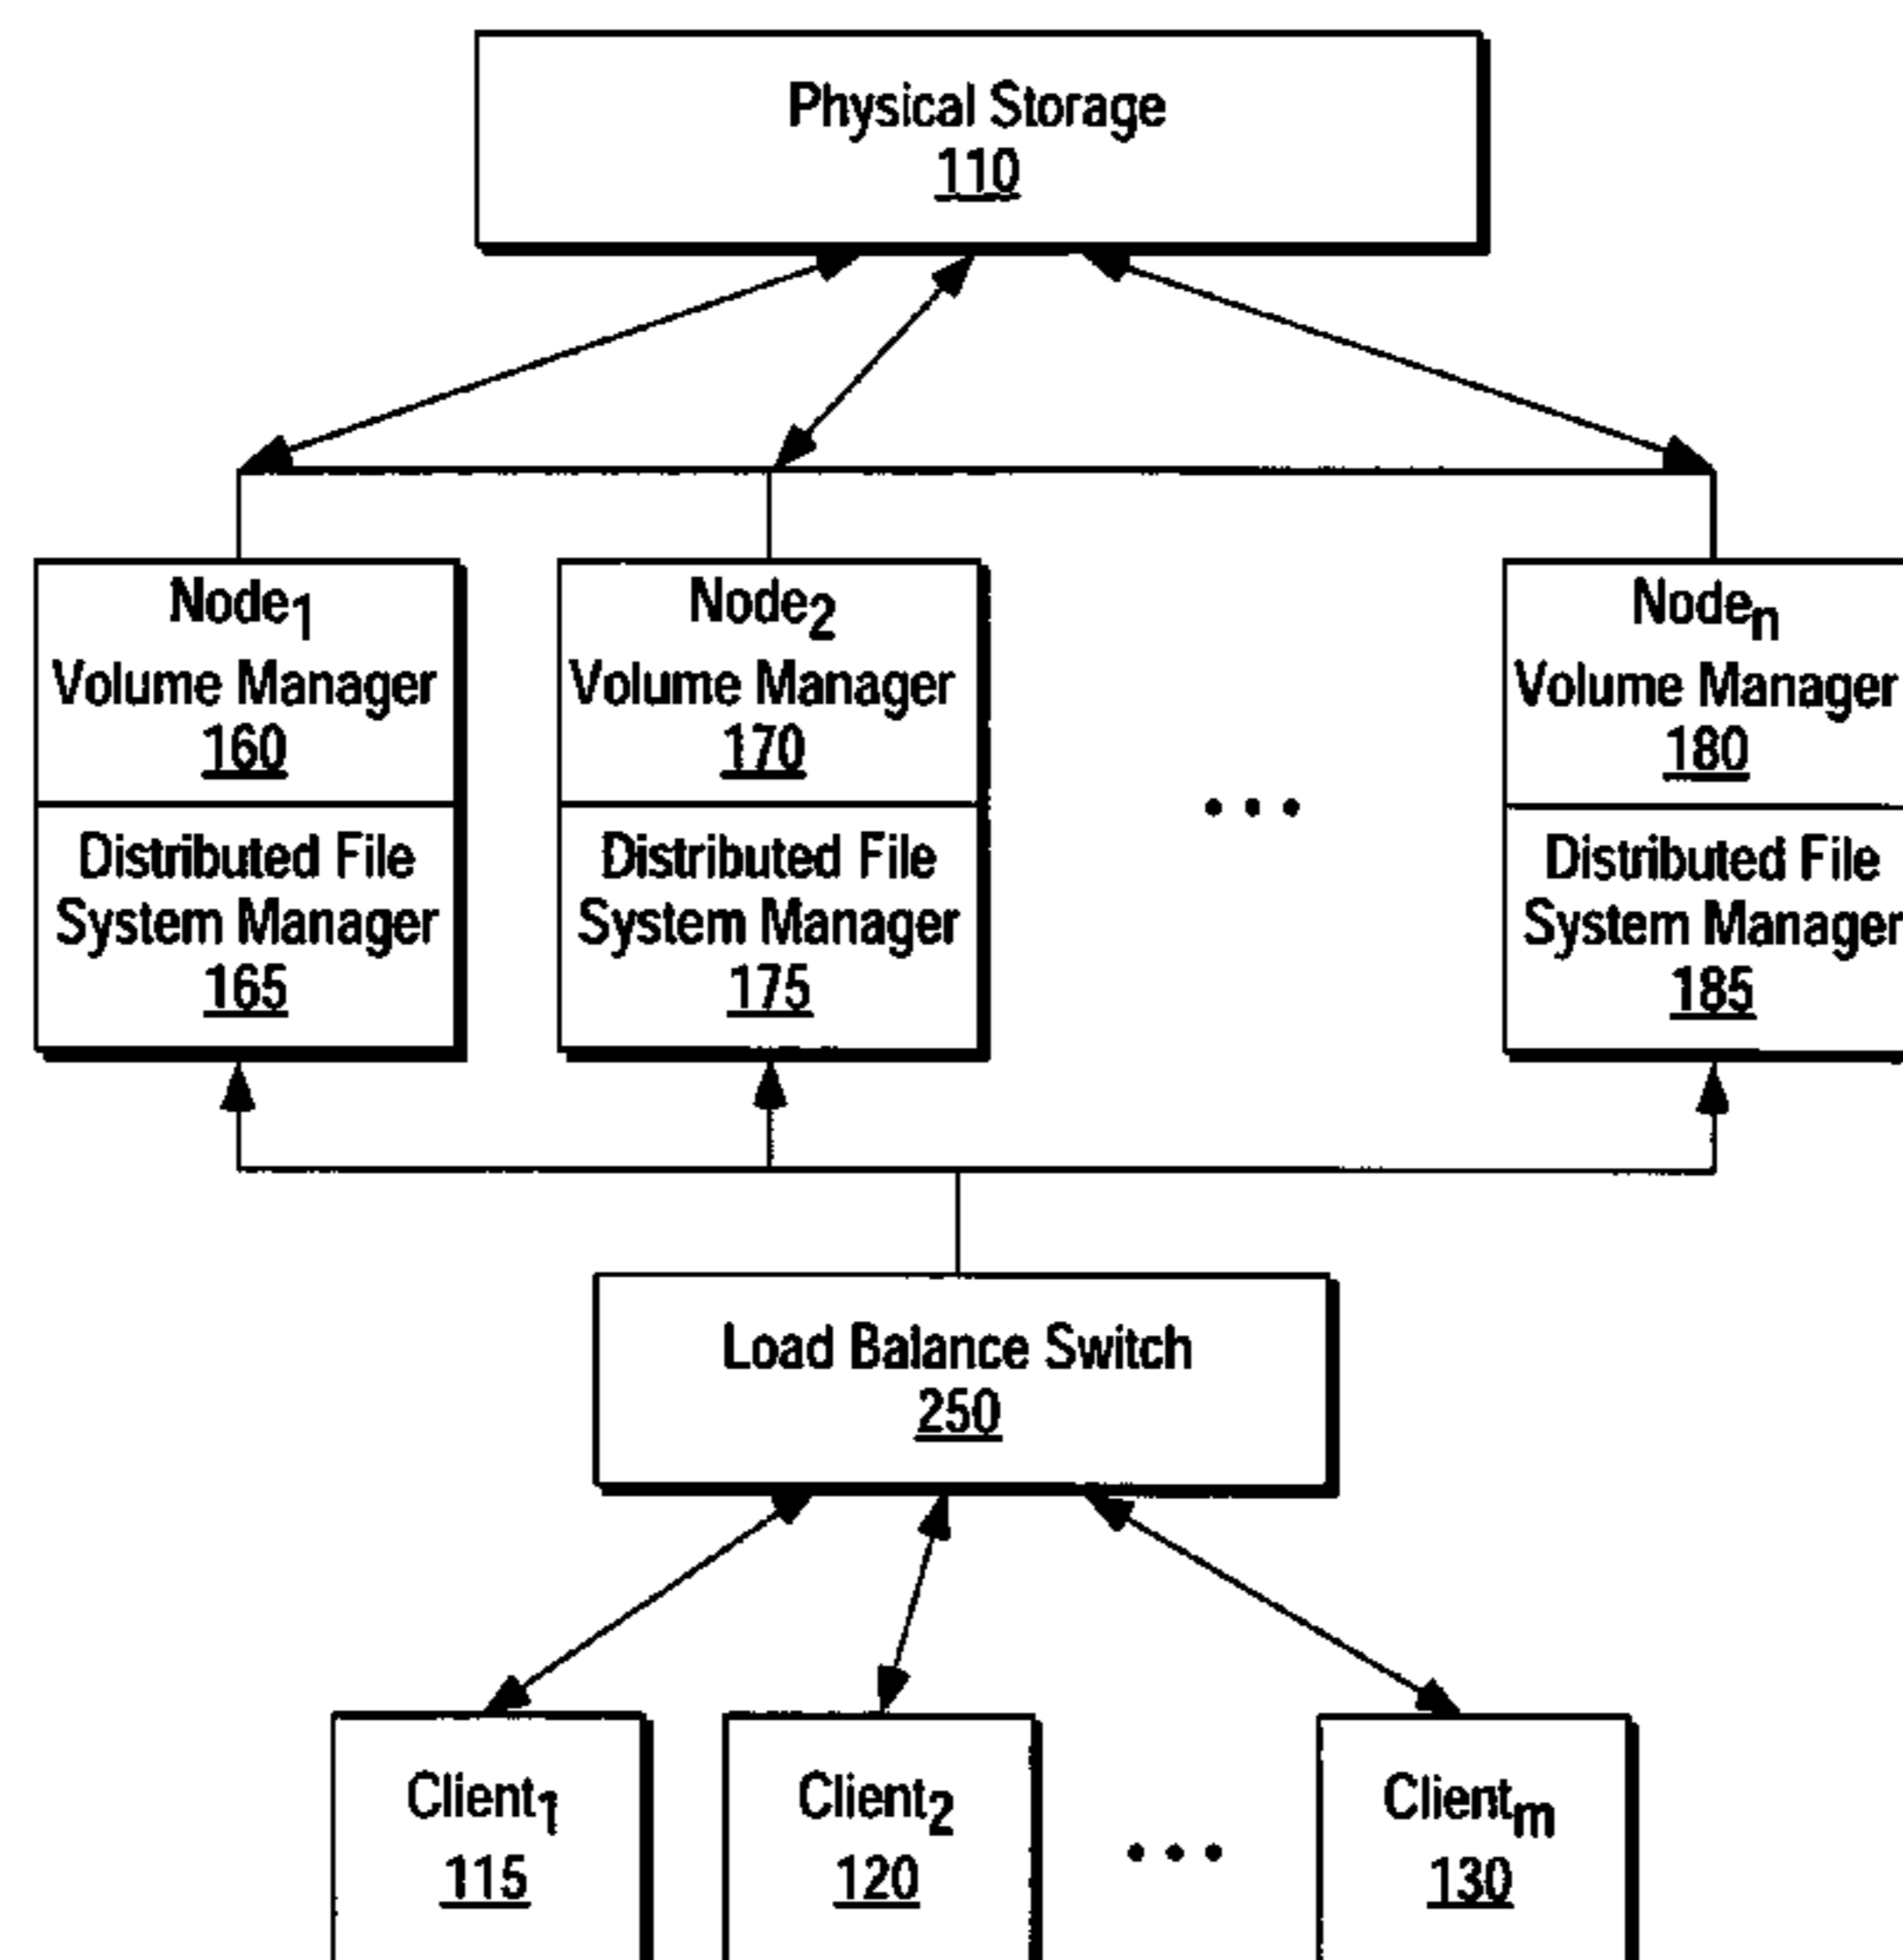 Physical Storage
110
Node1
Volume Manager
160
Distributed File
System Manager
165
Node2
Volume Manager
170
Distributed File
System Manager
175
• • •
Noden
Volume Manager
180
Distributed File
System Manager
185
Load Balance Switch
250
Client1
115
Client2
120
• • •
Clientm
130